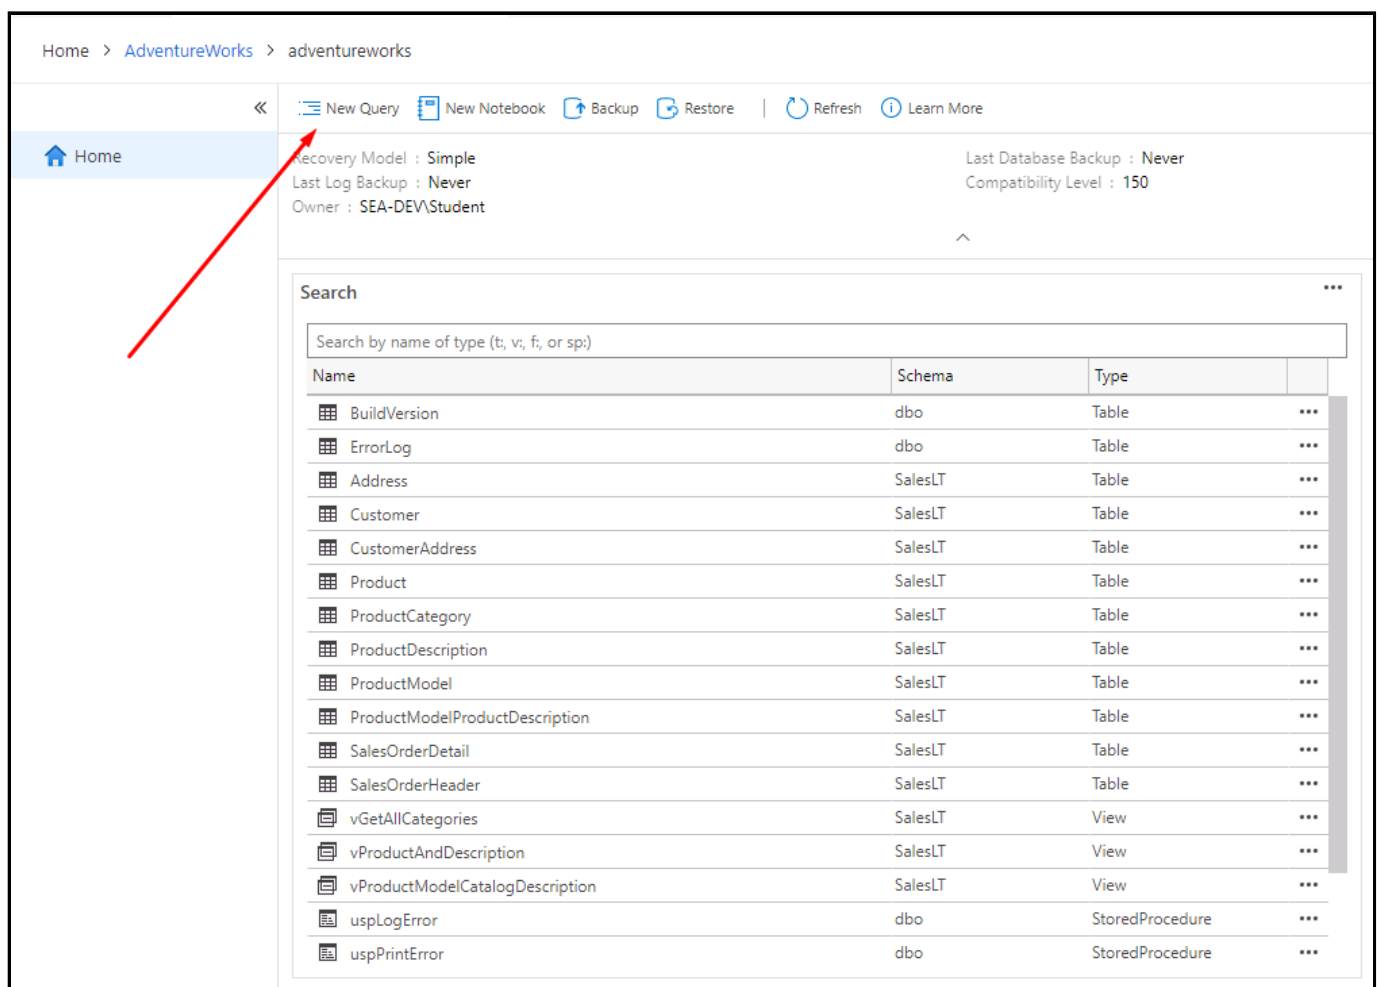 Home > AdventureWorks > adventureworks
« New Query New Notebook Backup Restore | Refresh Learn More
Home
Recovery Model : Simple Last Database Backup : Never
Last Log Backup : Never Compatibility Level : 150
Owner : SEA-DEV\Student
Search •••
Search by name of type (t:, v:, f:, or sp:)
Name Schema Type
BuildVersion dbo Table •••
ErrorLog dbo Table •••
Address SalesLT Table •••
Customer SalesLT Table •••
CustomerAddress SalesLT Table •••
Product SalesLT Table •••
ProductCategory SalesLT Table •••
ProductDescription SalesLT Table •••
ProductModel SalesLT Table •••
ProductModelProductDescription SalesLT Table •••
SalesOrderDetail SalesLT Table •••
SalesOrderHeader SalesLT Table •••
vGetAllCategories SalesLT View •••
vProductAndDescription SalesLT View •••
vProductModelCatalogDescription SalesLT View •••
uspLogError dbo StoredProcedure •••
uspPrintError dbo StoredProcedure •••